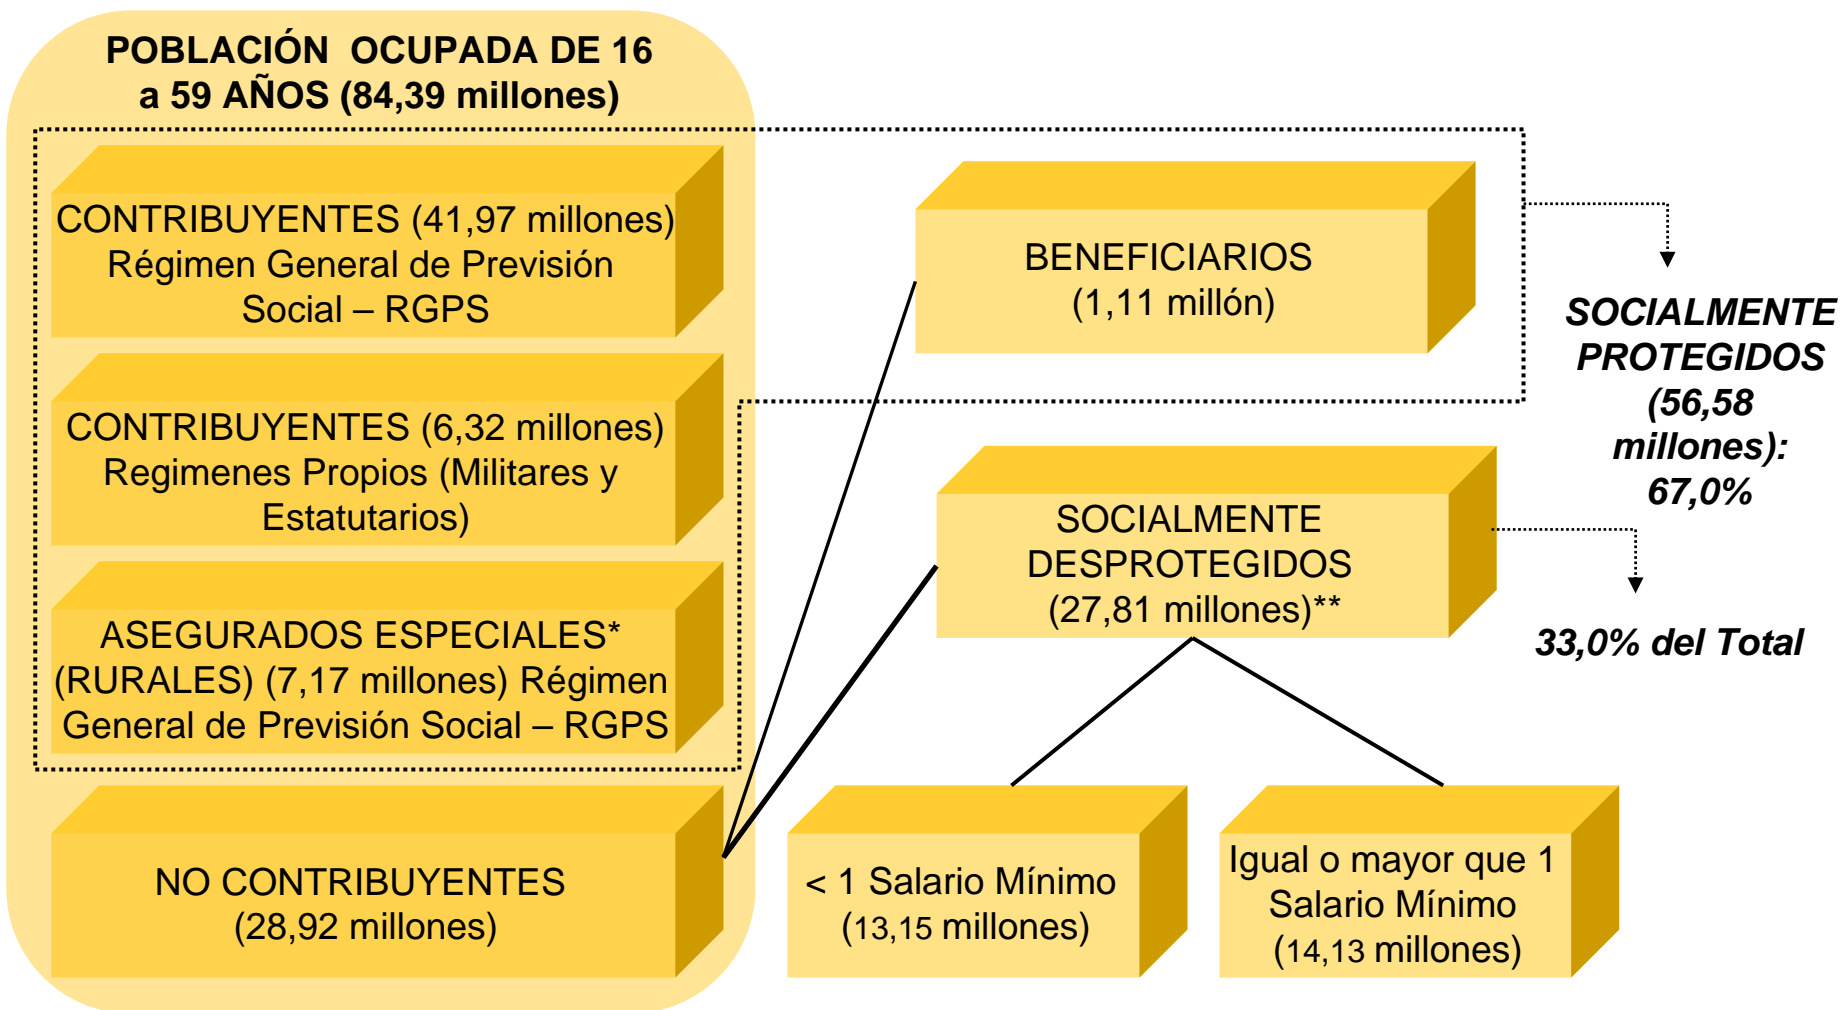 POBLACIÓN OCUPADA DE 16
a 59 AÑOS (84,39 millones)
CONTRIBUYENTES (41,97 millones)
Régimen General de Previsión
Social – RGPS
CONTRIBUYENTES (6,32 millones)
Regimenes Propios (Militares y
Estatutarios)
ASEGURADOS ESPECIALES*
(RURALES) (7,17 millones) Régimen
General de Previsión Social – RGPS
NO CONTRIBUYENTES
(28,92 millones)
BENEFICIARIOS
(1,11 millón)
SOCIALMENTE
PROTEGIDOS
(56,58
millones):
67,0%
SOCIALMENTE
DESPROTEGIDOS
(27,81 millones)**
33,0% del Total
< 1 Salario Mínimo
(13,15 millones)
Igual o mayor que 1
Salario Mínimo
(14,13 millones)